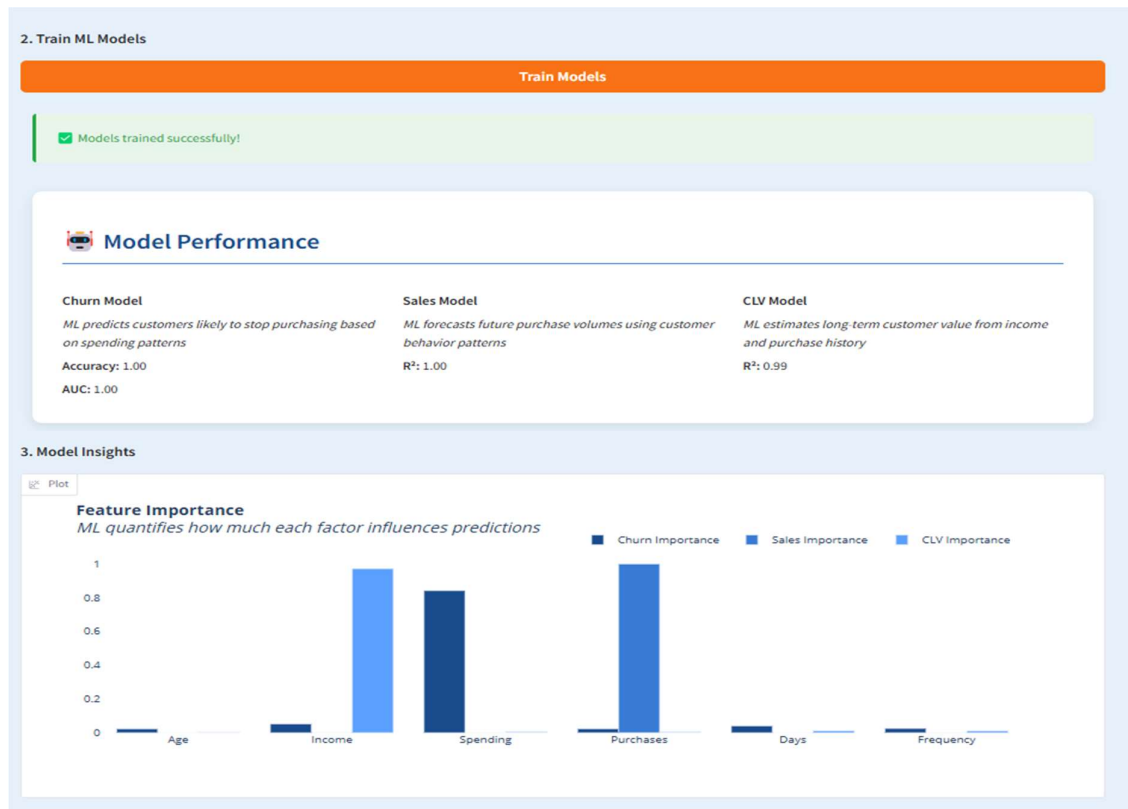 2. Train ML Models
Train Models
Models trained successfully!
Model Performance
Churn Model
ML predicts customers likely to stop purchasing based
on spending patterns
Accuracy: 1.00
AUC: 1.00
Sales Model
ML forecasts future purchase volumes using customer
behavior patterns
R²: 1.00
CLV Model
ML estimates long-term customer value from income
and purchase history
R²: 0.99
3. Model Insights
Plot
Feature Importance
ML quantifies how much each factor influences predictions
Churn Importance Sales Importance CLV Importance
1
0.8
0.6
0.4
0.2
0
Age Income Spending Purchases Days Frequency